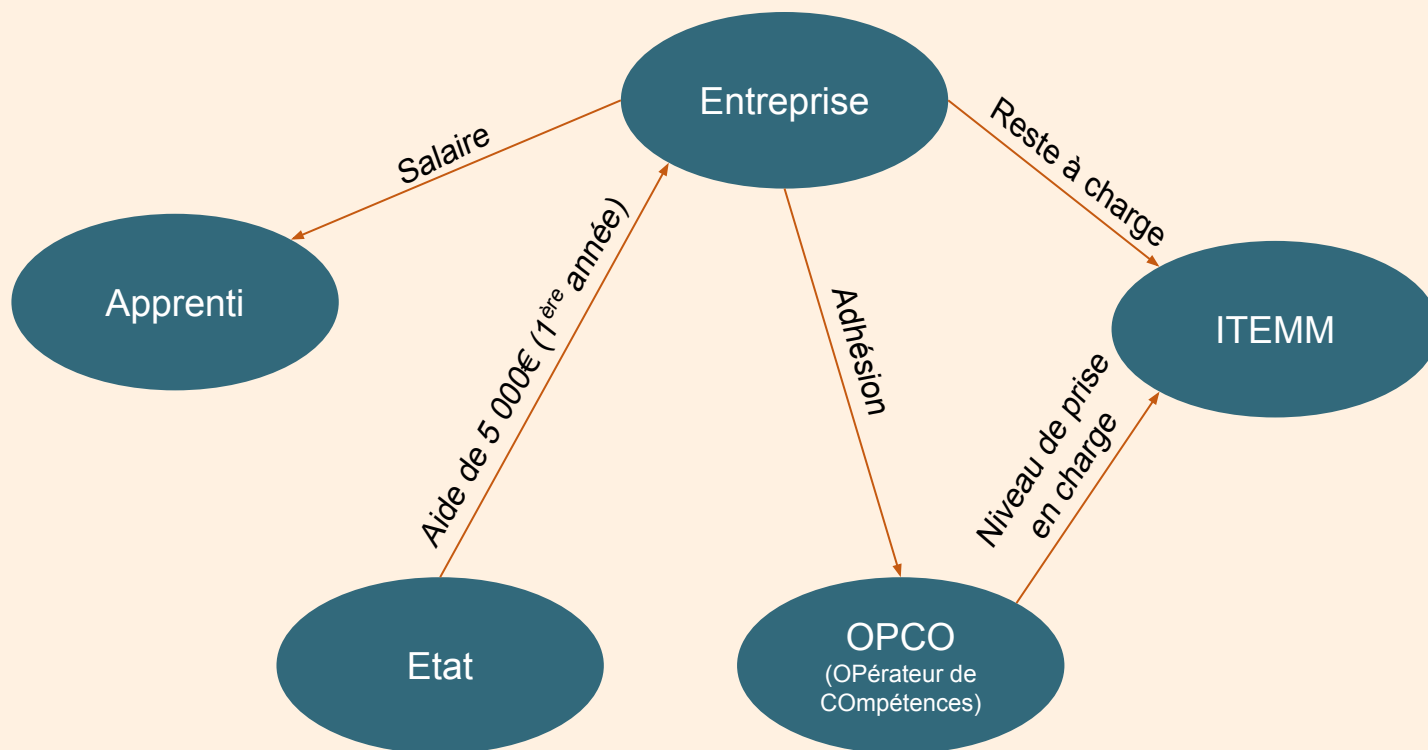 Entreprise
Salaire
Reste à charge
Apprenti
Aide de 5 000€ (1ère année)
Adhésion
ITEMM
Niveau de prise
en charge
Etat
OPCO
(OPérateur de
COmpétences)